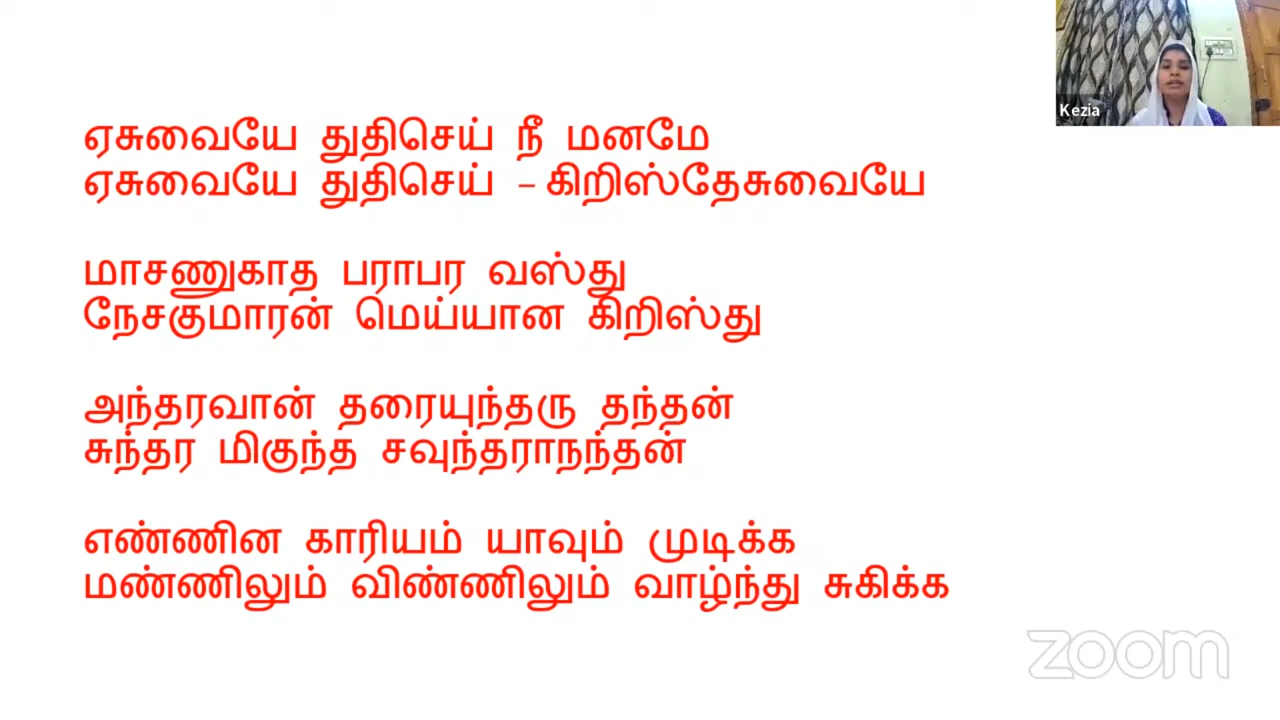 ஏசுவையே துதிசெய் நீ மனமே
ஏசுவையே துதிசெய் – கிறிஸ்தேசுவையே
மாசணுகாத பராபர வஸ்து
நேசகுமாரன் மெய்யான கிறிஸ்து
அந்தரவான் தரையுந்தரு தந்தன்
சுந்தர மிகுந்த சவுந்தராநந்தன்
எண்ணின காரியம் யாவும் முடிக்க
மண்ணிலும் விண்ணிலும் வாழ்ந்து சுகிக்க
Kezia
zoom